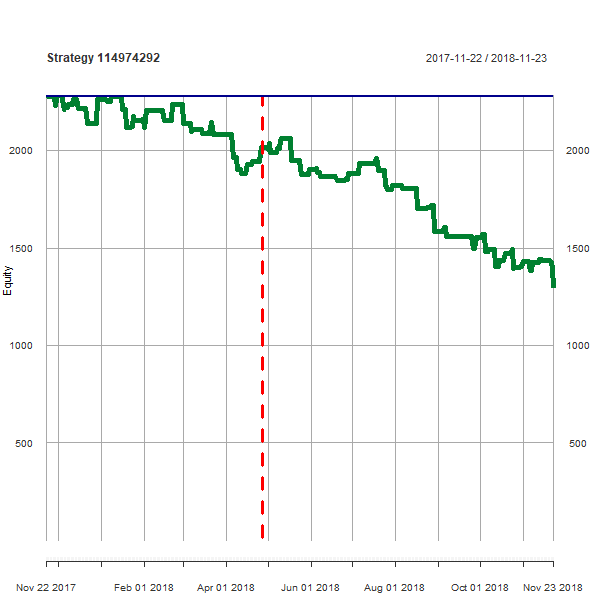 Strategy 114974292
2017-11-22 / 2018-11-23
2000
2000
1500
1500
Equity
1000
1000
500
500
Nov 22 2017
Feb 01 2018
Apr 01 2018
Jun 01 2018
Aug 01 2018
Oct 01 2018
Nov 23 2018